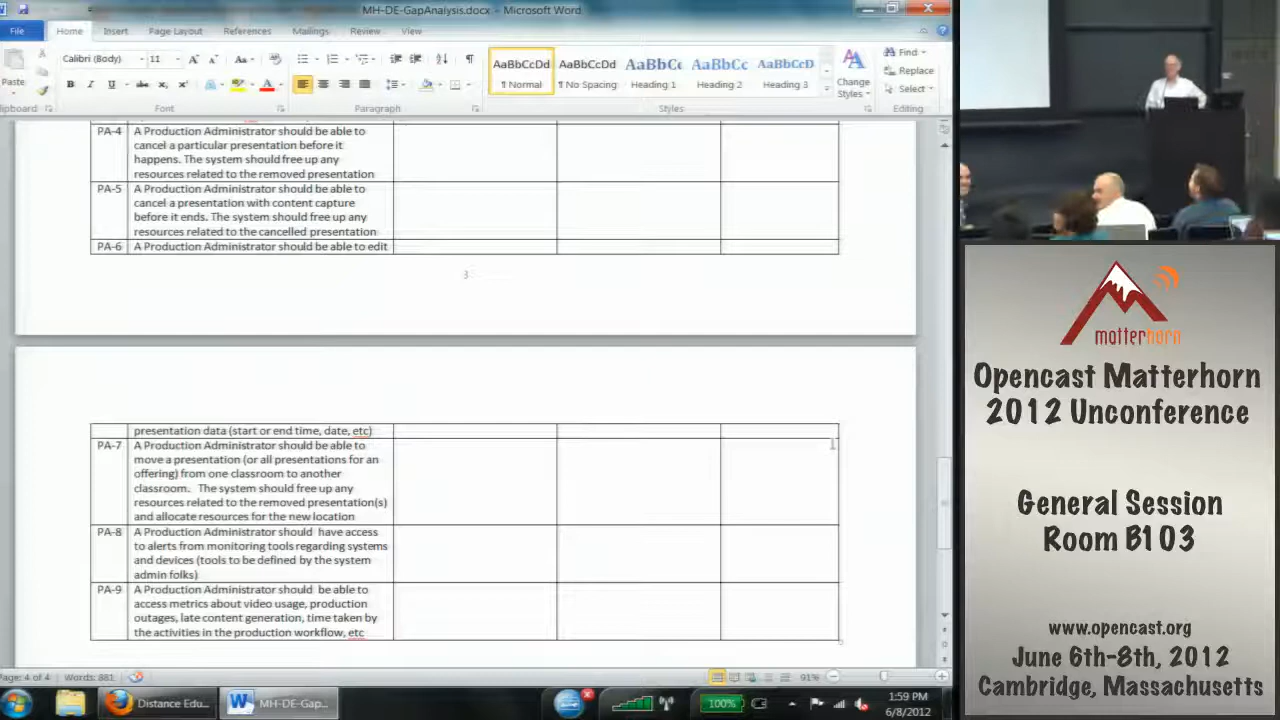 MH-DE-GapAnalysis.docx - Microsoft Word
File Home Insert Page Layout References Mailings Review View
Calibri (Body) 11
Paste
Clipboard Font Paragraph Styles Editing
AaBbCcDd AaBbCcDd AaBbCc AaBbCc AaBbCcD
¶ Normal ¶ No Spacing Heading 1 Heading 2 Heading 3
Change
Styles
Find
Replace
Select
PA-4 A Production Administrator should be able to
cancel a particular presentation before it
happens. The system should free up any
resources related to the removed presentation
PA-5 A Production Administrator should be able to
cancel a presentation with content capture
before it ends. The system should free up any
resources related to the cancelled presentation
PA-6 A Production Administrator should be able to edit
3
presentation data (start or end time, date, etc)
PA-7 A Production Administrator should be able to
move a presentation (or all presentations for an
offering) from one classroom to another
classroom. The system should free up any
resources related to the removed presentation(s)
and allocate resources for the new location
PA-8 A Production Administrator should have access
to alerts from monitoring tools regarding systems
and devices (tools to be defined by the system
admin folks)
PA-9 A Production Administrator should be able to
access metrics about video usage, production
outages, late content generation, time taken by
the activities in the production workflow, etc
Page: 4 of 4 Words: 881 91%
Distance Edu... MH-DE-Gap... 100% 1:59 PM
6/8/2012
matterhorn
Opencast Matterhorn
2012 Unconference
General Session
Room B103
www.opencast.org
June 6th-8th, 2012
Cambridge, Massachusetts